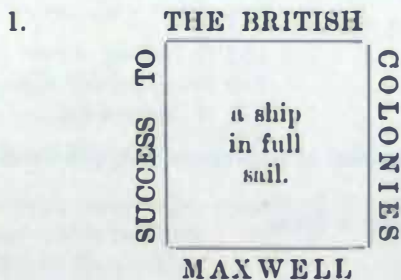 1.
SUCCESS TO
THE BRITISH
COLONIES
a ship
in full
sail.
MAXWELL